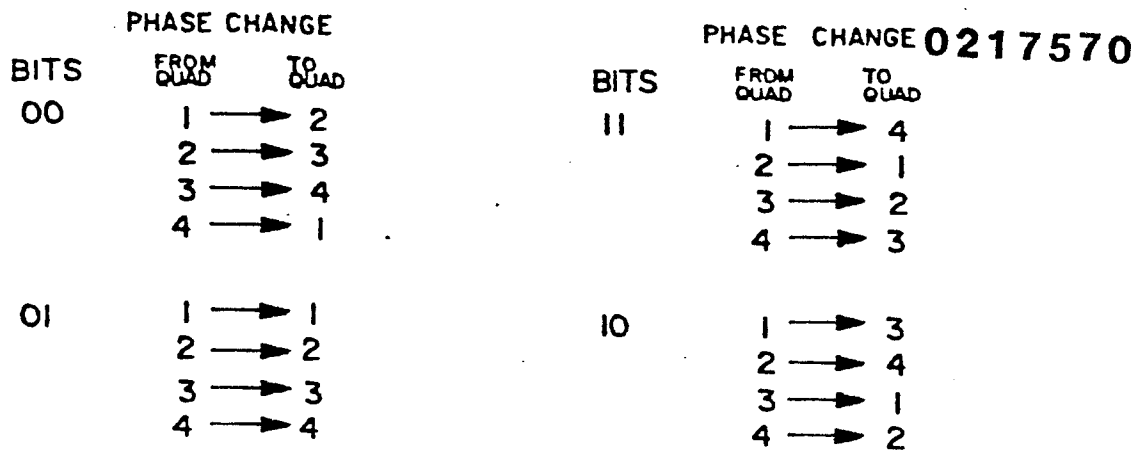 PHASE CHANGE
BITS FROM QUAD TO QUAD
00 1 → 2
2 → 3
3 → 4
4 → 1
01 1 → 1
2 → 2
3 → 3
4 → 4
PHASE CHANGE 0217570
BITS FROM QUAD TO QUAD
11 1 → 4
2 → 1
3 → 2
4 → 3
10 1 → 3
2 → 4
3 → 1
4 → 2